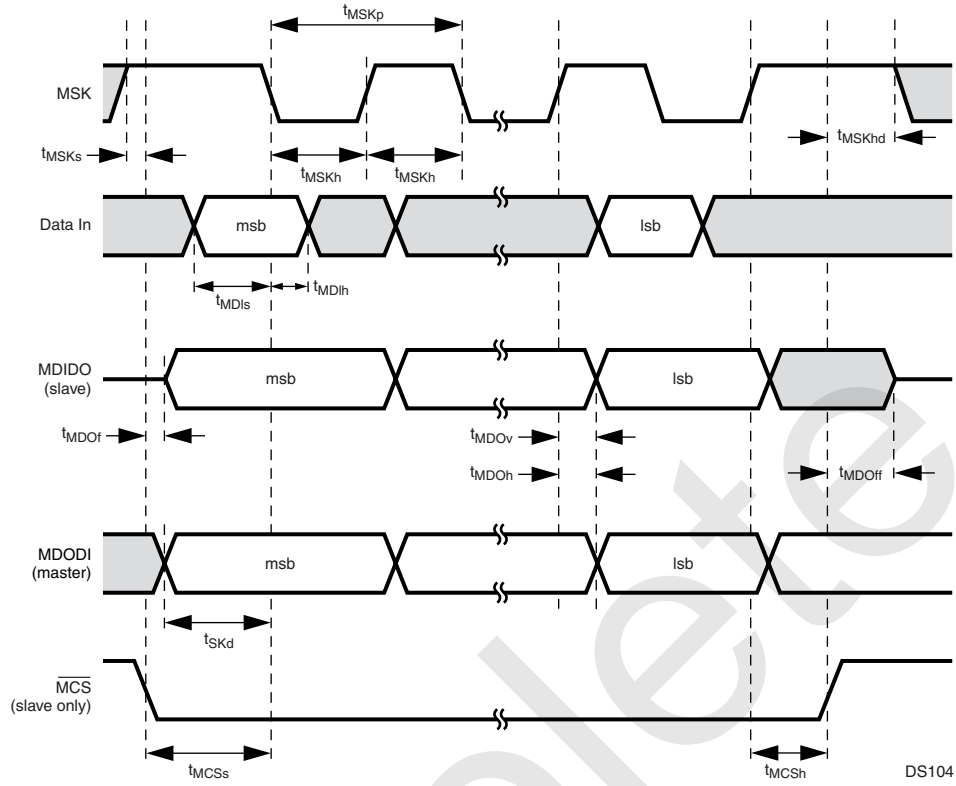 tMSKp
MSK
tMSKs
tMSKh
tMSKh
tMSKhd
Data In
msb
lsb
tMDIs
tMDIh
MDIDO
(slave)
msb
lsb
tMDOf
tMDOv
tMDOh
tMDOff
MDODI
(master)
msb
lsb
tSKd
MCS
(slave only)
tMCSs
tMCSh
DS104